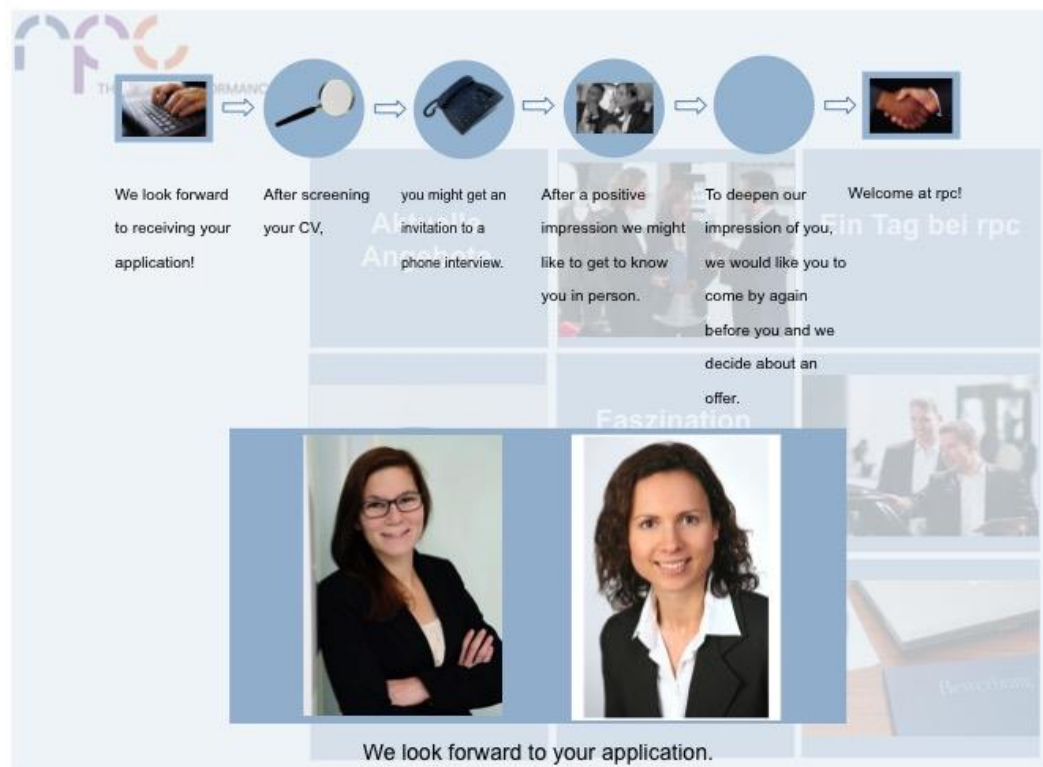 rpc
We look forward
to receiving your
application!
After screening
your CV,
you might get an
invitation to a
phone interview.
After a positive
impression we might
like to get to know
you in person.
To deepen our
impression of you,
we would like you to
come by again
before you and we
decide about an
offer.
Welcome at rpc!
Aktuelle
Angebote
Ein Tag bei rpc
Faszination
Bewerbung
We look forward to your application.